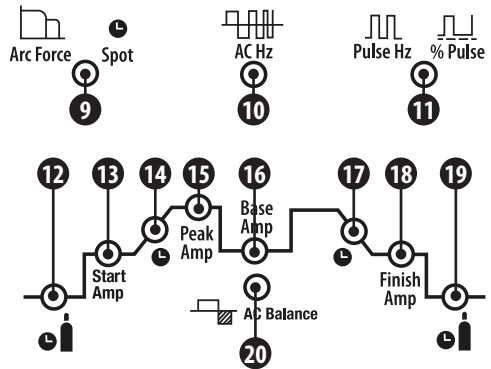 Arc Force Spot
AC Hz
Pulse Hz % Pulse
9
10
11
12
13
14
15
16
17
18
19
Start
Amp
Peak
Amp
Base
Amp
Finish
Amp
AC Balance
20